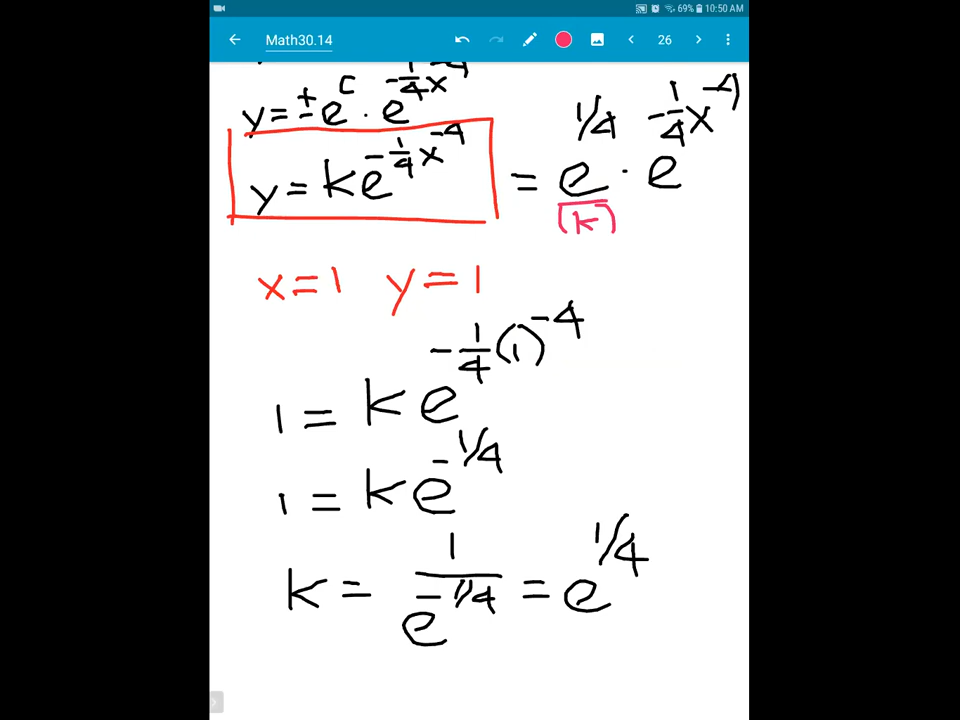 69% 10:50 AM
Math30.14 26
y = ± e^c · e^(-1/4 x^-4)
y = ke^(-1/4 x^-4) = e^(1/4) · e^(-1/4 x^-4)
(k)
x = 1 y = 1
1 = ke^(-1/4 (1)^-4)
1 = ke^(-1/4)
k = 1/e^(-1/4) = e^(1/4)